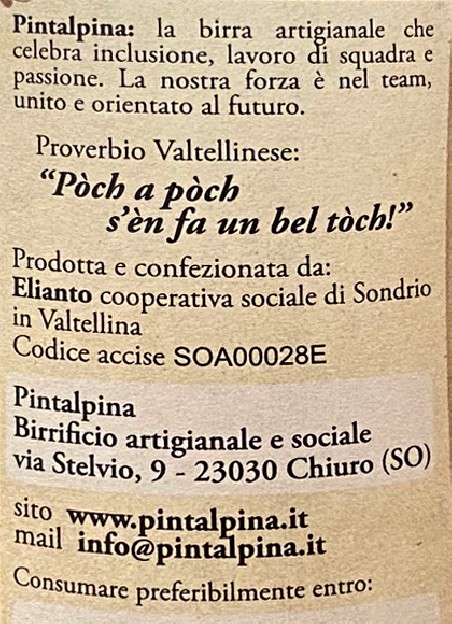 Pintalpina: la birra artigianale che
celebra inclusione, lavoro di squadra e
passione. La nostra forza è nel team,
unito e orientato al futuro.
Proverbio Valtellinese:
“Pòch a pòch
s’èn fa un bel tòch!”
Prodotta e confezionata da:
Elianto cooperativa sociale di Sondrio
in Valtellina
Codice accise SOA00028E
Pintalpina
Birrificio artigianale e sociale
via Stelvio, 9 - 23030 Chiuro (SO)
sito www.pintalpina.it
mail info@pintalpina.it
Consumare preferibilmente entro: